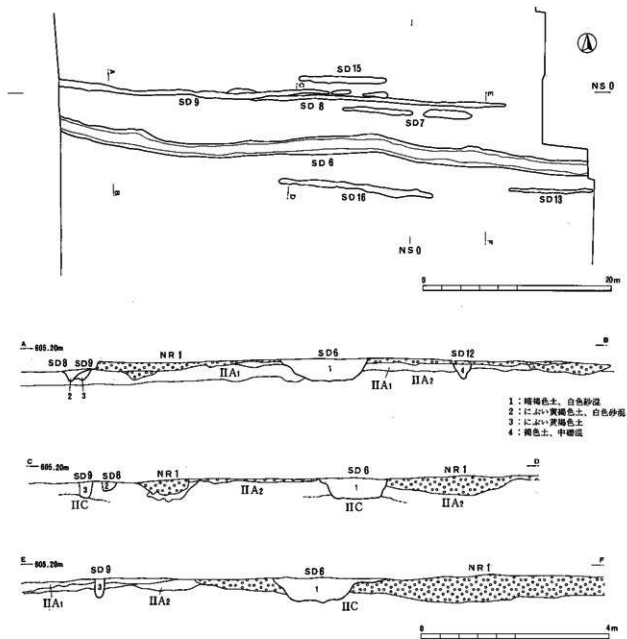 SD15
A
C
E
NS0
SD9
SD8
SD7
SD6
B
D
SD16
SD13
NS0
F
0 20m
A 605.20m B
SD8 SD9 NR1 SD6 SD12
1
2 3 4
IIA1 IIA1 IIA2
1:暗褐色土、白色砂混
2:にぶい黄褐色土、白色砂混
3:にぶい黄褐色土
4:褐色土、中礫混
C 605.20m D
SD9 SD8 NR1 SD6 NR1
3 2 1
IIC IIA2 IIC IIA2
E 605.20m F
SD9 SD6 NR1
3 1
IIA1 IIA2 IIC
0 4m